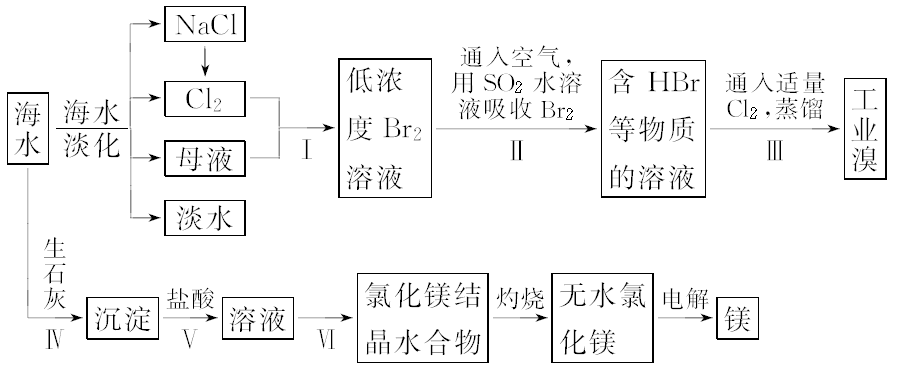 NaCl
Cl₂
海水
海水
淡化
母液
淡水
Ⅰ
低浓
度Br₂
溶液
通入空气,
用SO₂水溶
液吸收Br₂
Ⅱ
含HBr
等物质
的溶液
通入适量
Cl₂,蒸馏
Ⅲ
工业溴
生石灰
Ⅳ
沉淀
盐酸
Ⅴ
溶液
Ⅵ
氯化镁结
晶水合物
灼烧
无水氯
化镁
电解
镁